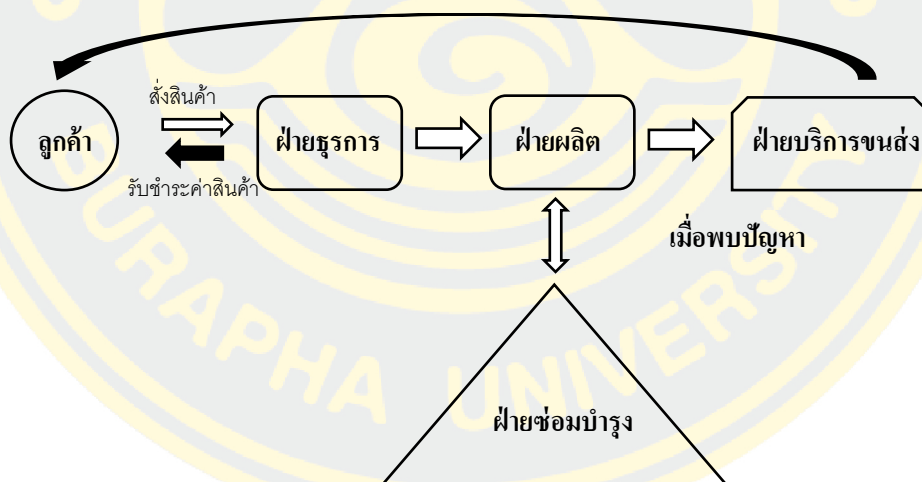 สั่งสินค้า
ลูกค้า
ฝ่ายธุรการ
ฝ่ายผลิต
ฝ่ายบริการขนส่ง
รับชำระค่าสินค้า
เมื่อพบปัญหา
ฝ่ายซ่อมบำรุง
BURAPHA UNIVERSITY